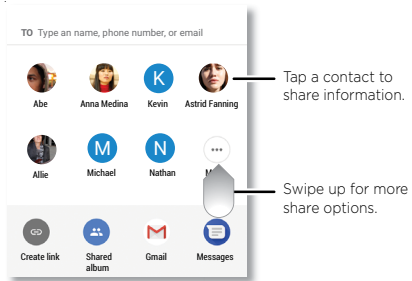 TO Type an name, phone number, or email
K
Abe Anna Medina Kevin Astrid Fanning
Tap a contact to
share information.
M N
Allie Michael Nathan
Swipe up for more
share options.
Create link Shared album Gmail Messages